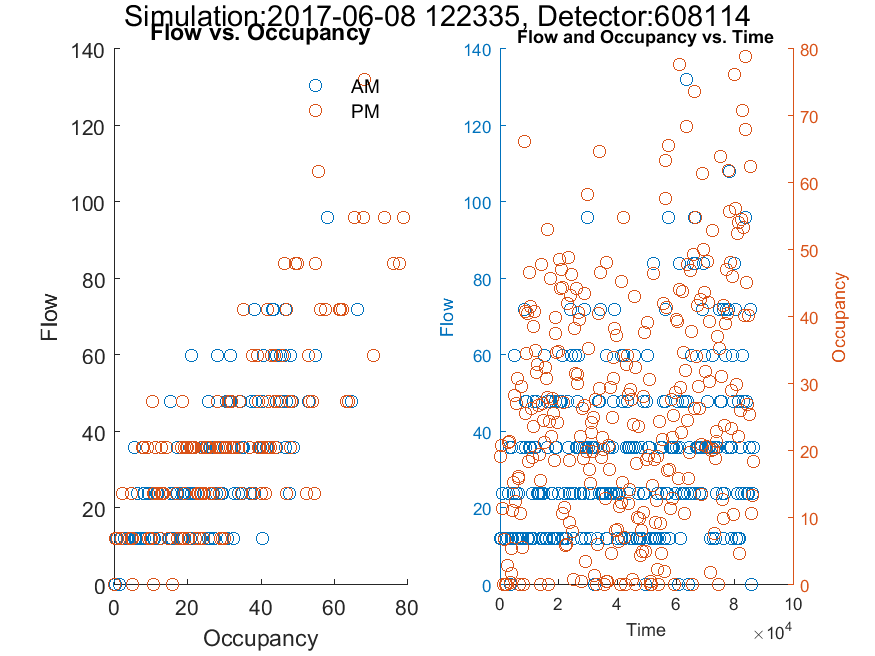 Simulation:2017-06-08 122335, Detector:608114
Flow vs. Occupancy
AM
PM
140
120
100
80
60
40
20
0
Flow
0 20 40 60 80
Occupancy
Flow and Occupancy vs. Time
140
120
100
80
60
40
20
0
Flow
80
70
60
50
40
30
20
10
0
Occupancy
0 2 4 6 8 10
Time
×10⁴